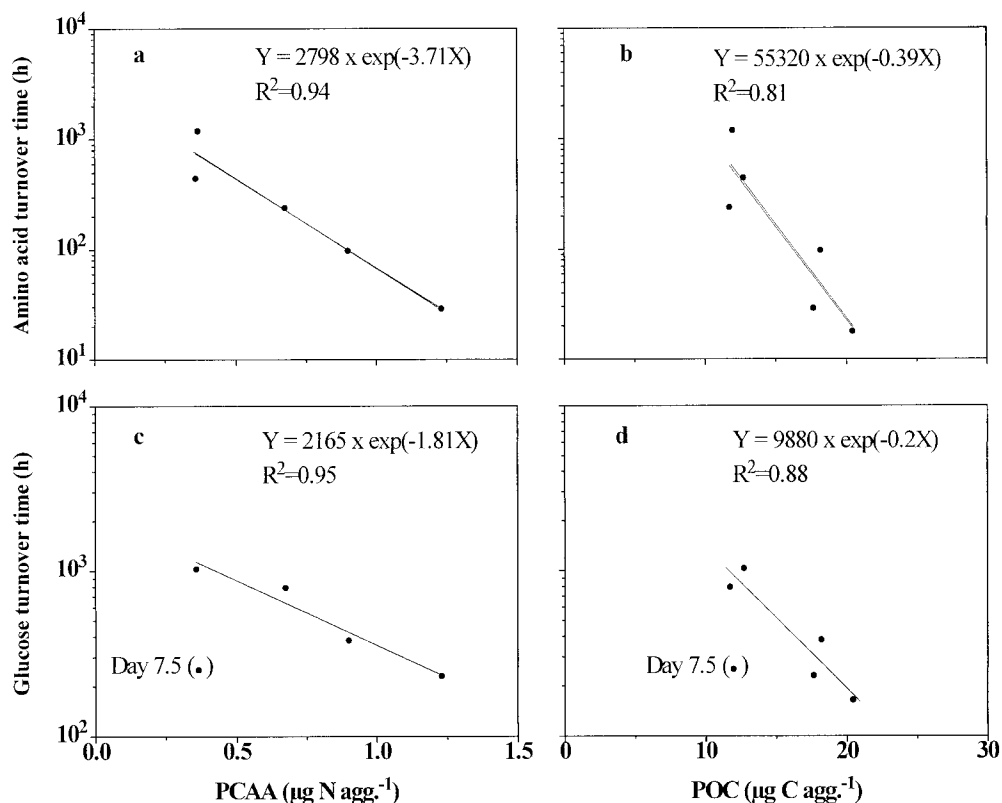 10⁴
a
Y = 2798 x exp(-3.71X)
R²=0.94
b
Y = 55320 x exp(-0.39X)
R²=0.81
10³
10²
10¹
Amino acid turnover time (h)
10⁴
c
Y = 2165 x exp(-1.81X)
R²=0.95
d
Y = 9880 x exp(-0.2X)
R²=0.88
10³
Day 7.5 ( )
Day 7.5 ( )
10²
Glucose turnover time (h)
0.0 0.5 1.0 1.5
0 10 20 30
PCAA (µg N agg.⁻¹)
POC (µg C agg.⁻¹)